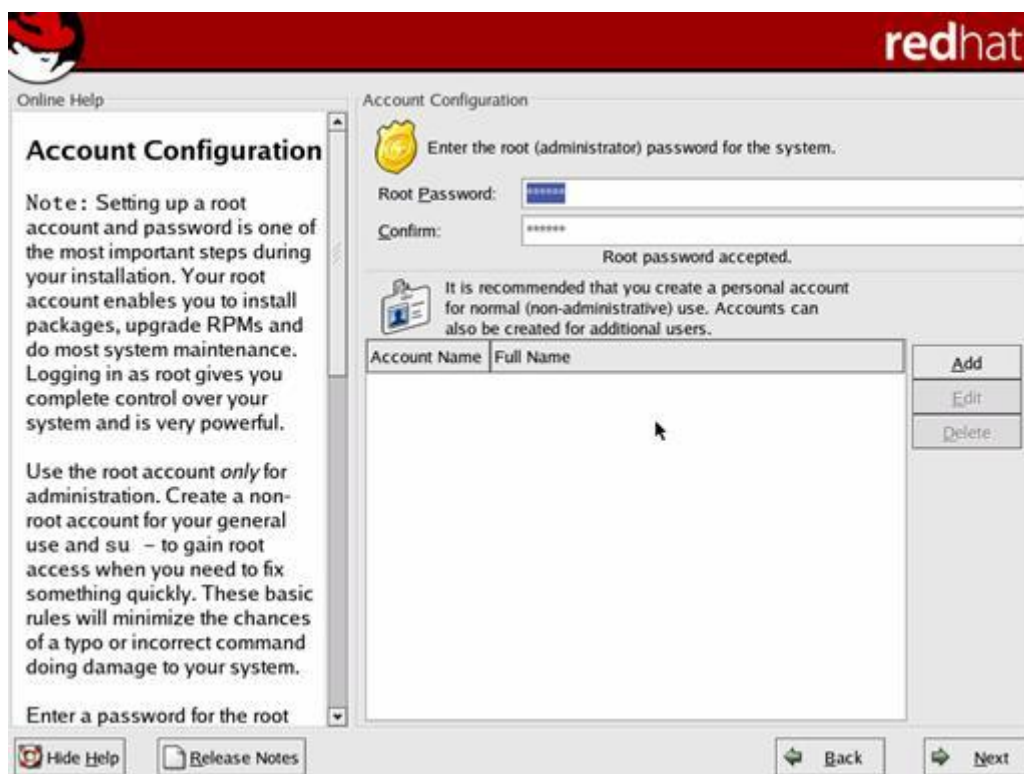 redhat
Online Help
Account Configuration
Note: Setting up a root
account and password is one of
the most important steps during
your installation. Your root
account enables you to install
packages, upgrade RPMs and
do most system maintenance.
Logging in as root gives you
complete control over your
system and is very powerful.
Use the root account only for
administration. Create a non-
root account for your general
use and su - to gain root
access when you need to fix
something quickly. These basic
rules will minimize the chances
of a typo or incorrect command
doing damage to your system.
Enter a password for the root
Account Configuration
Enter the root (administrator) password for the system.
Root Password: ******
Confirm: ******
Root password accepted.
It is recommended that you create a personal account
for normal (non-administrative) use. Accounts can
also be created for additional users.
Account Name Full Name
Add
Edit
Delete
Hide Help Release Notes Back Next